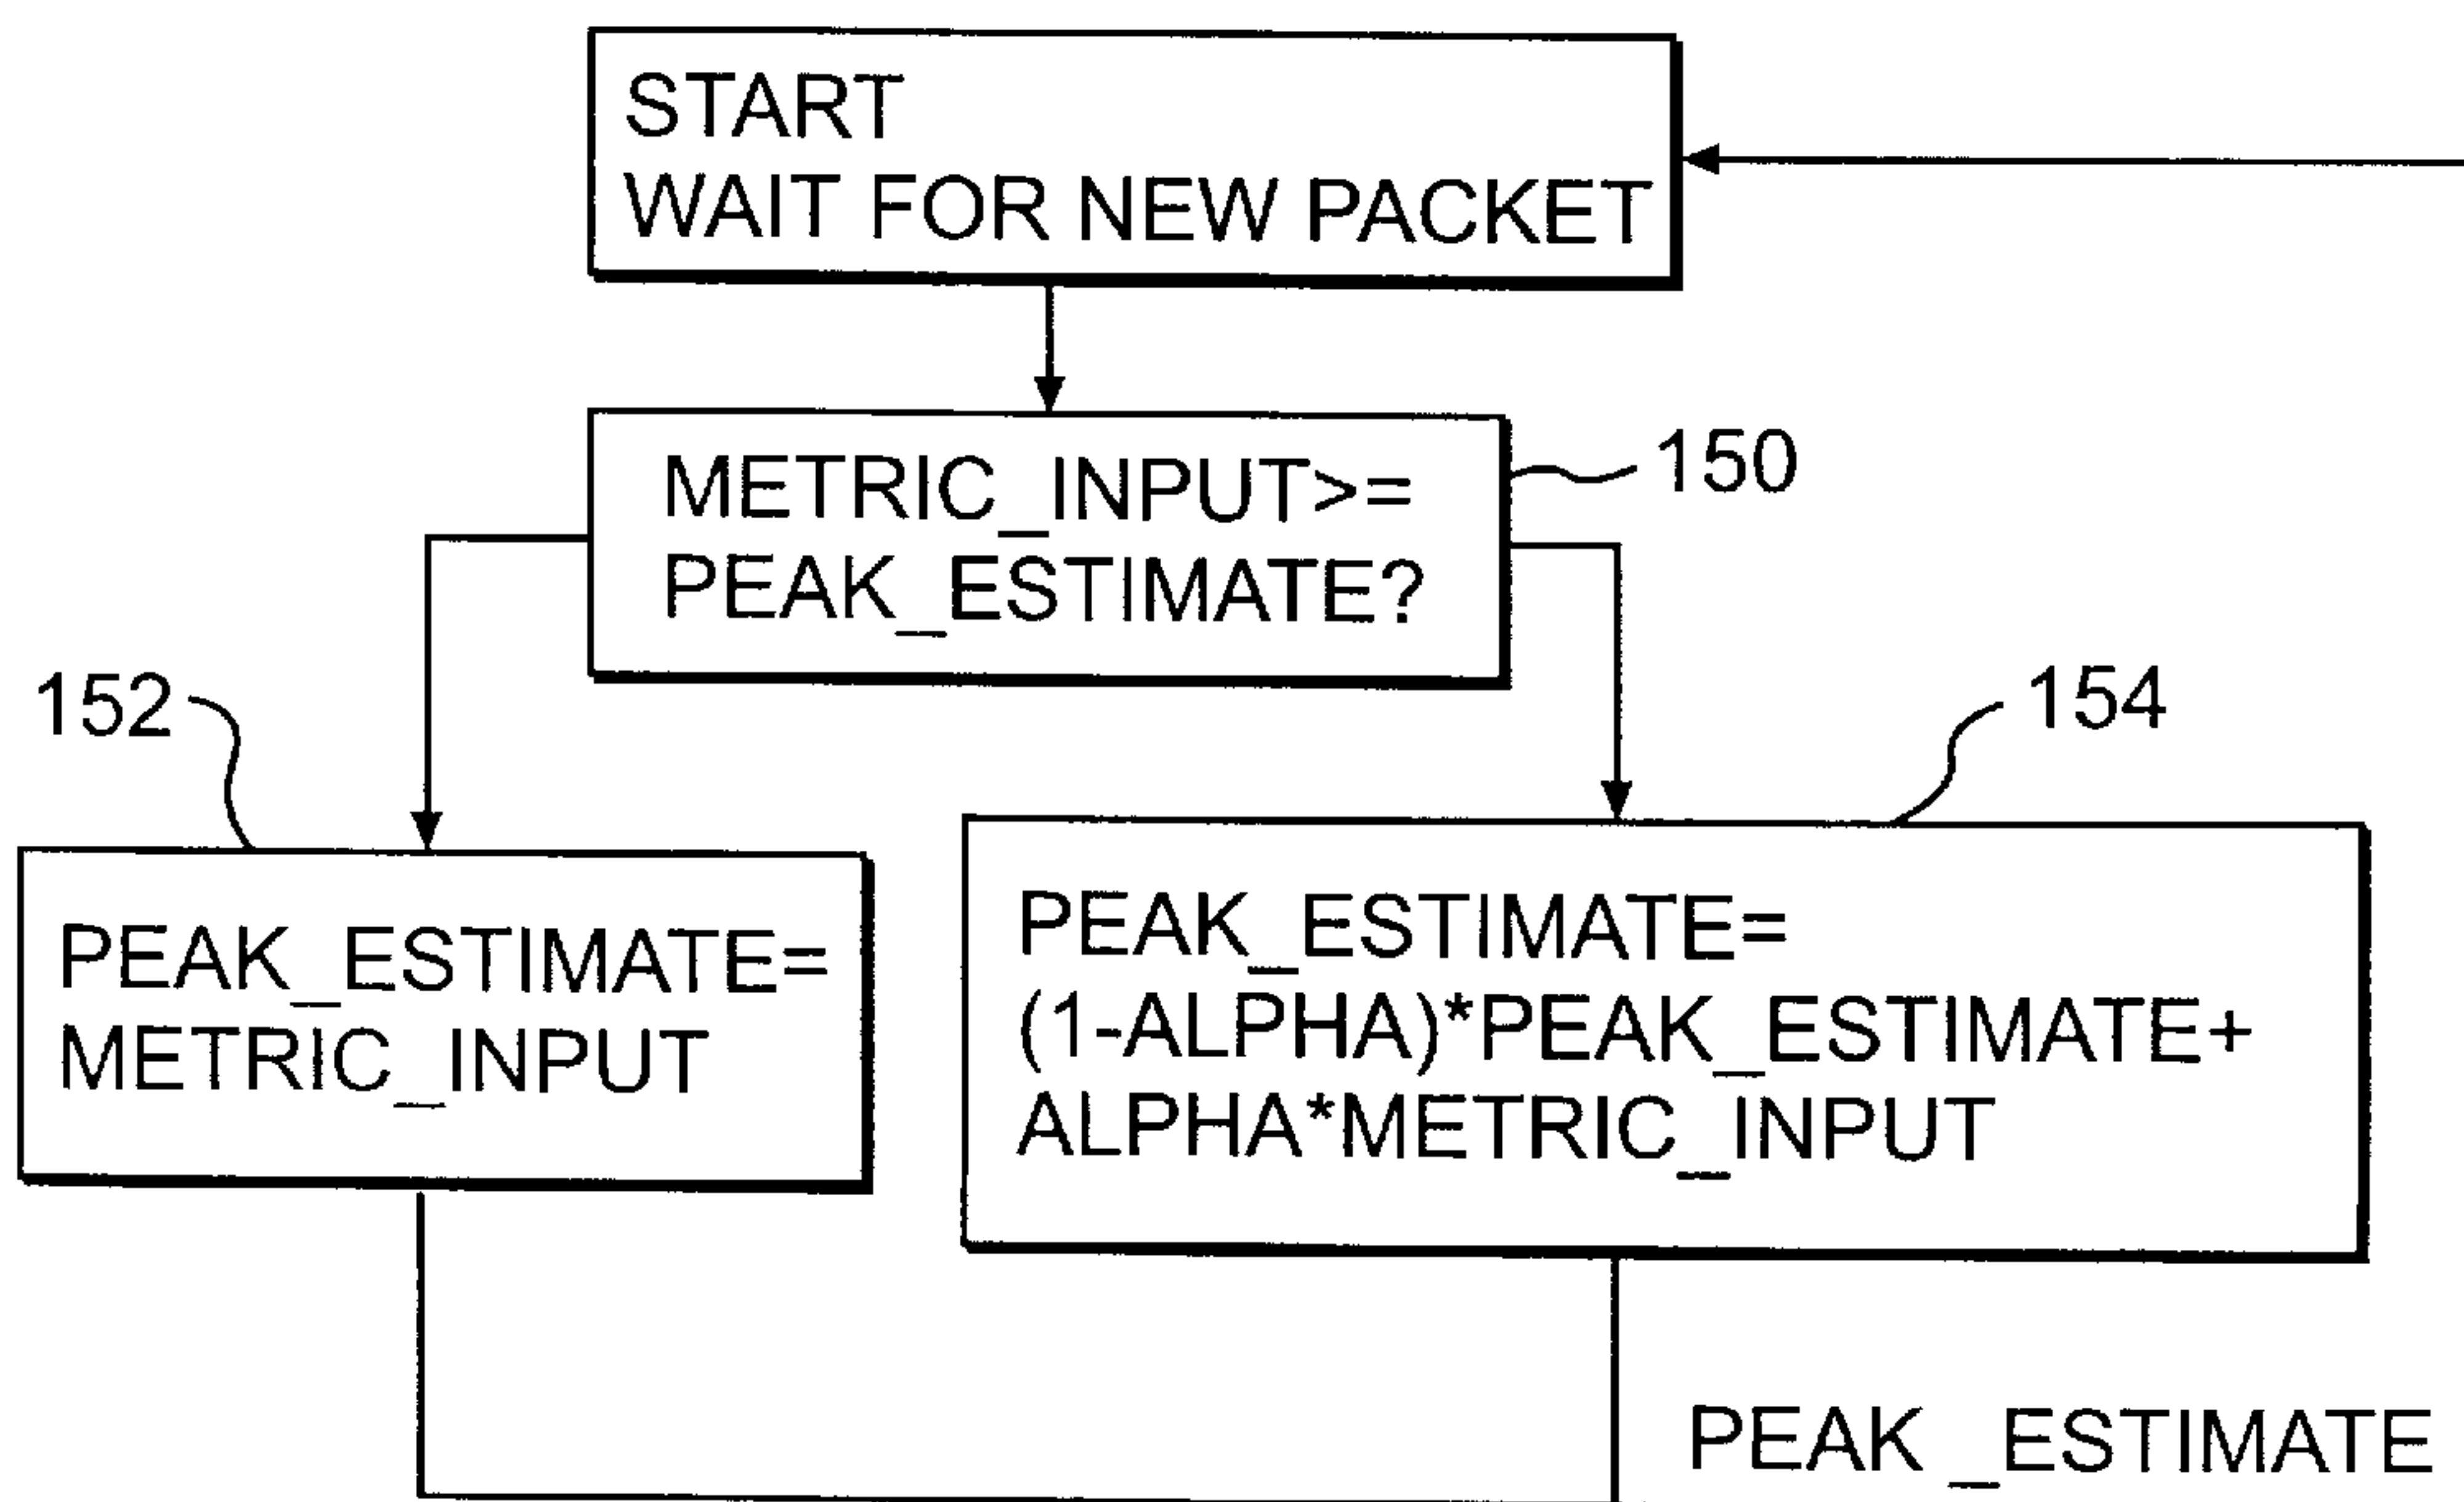 START
WAIT FOR NEW PACKET
METRIC_INPUT>=
PEAK_ESTIMATE?
150
152
154
PEAK_ESTIMATE=
METRIC_INPUT
PEAK_ESTIMATE=
(1-ALPHA)*PEAK_ESTIMATE+
ALPHA*METRIC_INPUT
PEAK _ESTIMATE